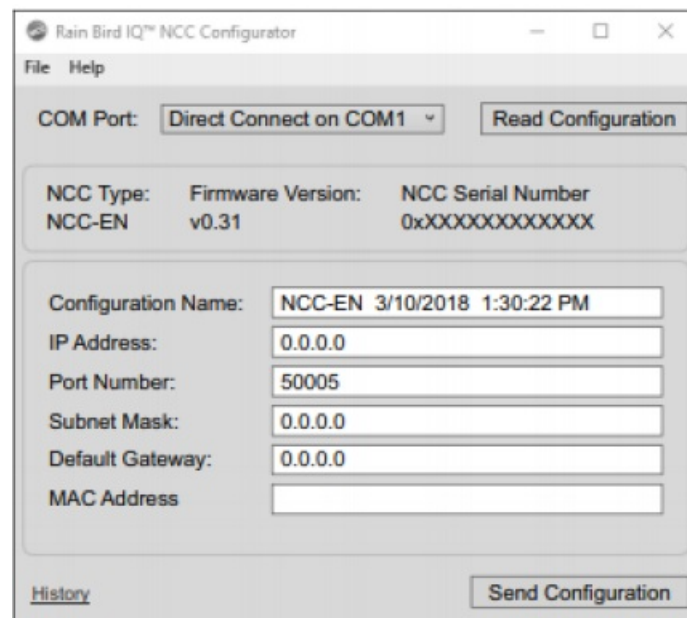 Rain Bird IQ™ NCC Configurator
File Help
COM Port: Direct Connect on COM1 Read Configuration
NCC Type: Firmware Version: NCC Serial Number
NCC-EN v0.31 0xXXXXXXXXXXXX
Configuration Name: NCC-EN 3/10/2018 1:30:22 PM
IP Address: 0.0.0.0
Port Number: 50005
Subnet Mask: 0.0.0.0
Default Gateway: 0.0.0.0
MAC Address
History Send Configuration